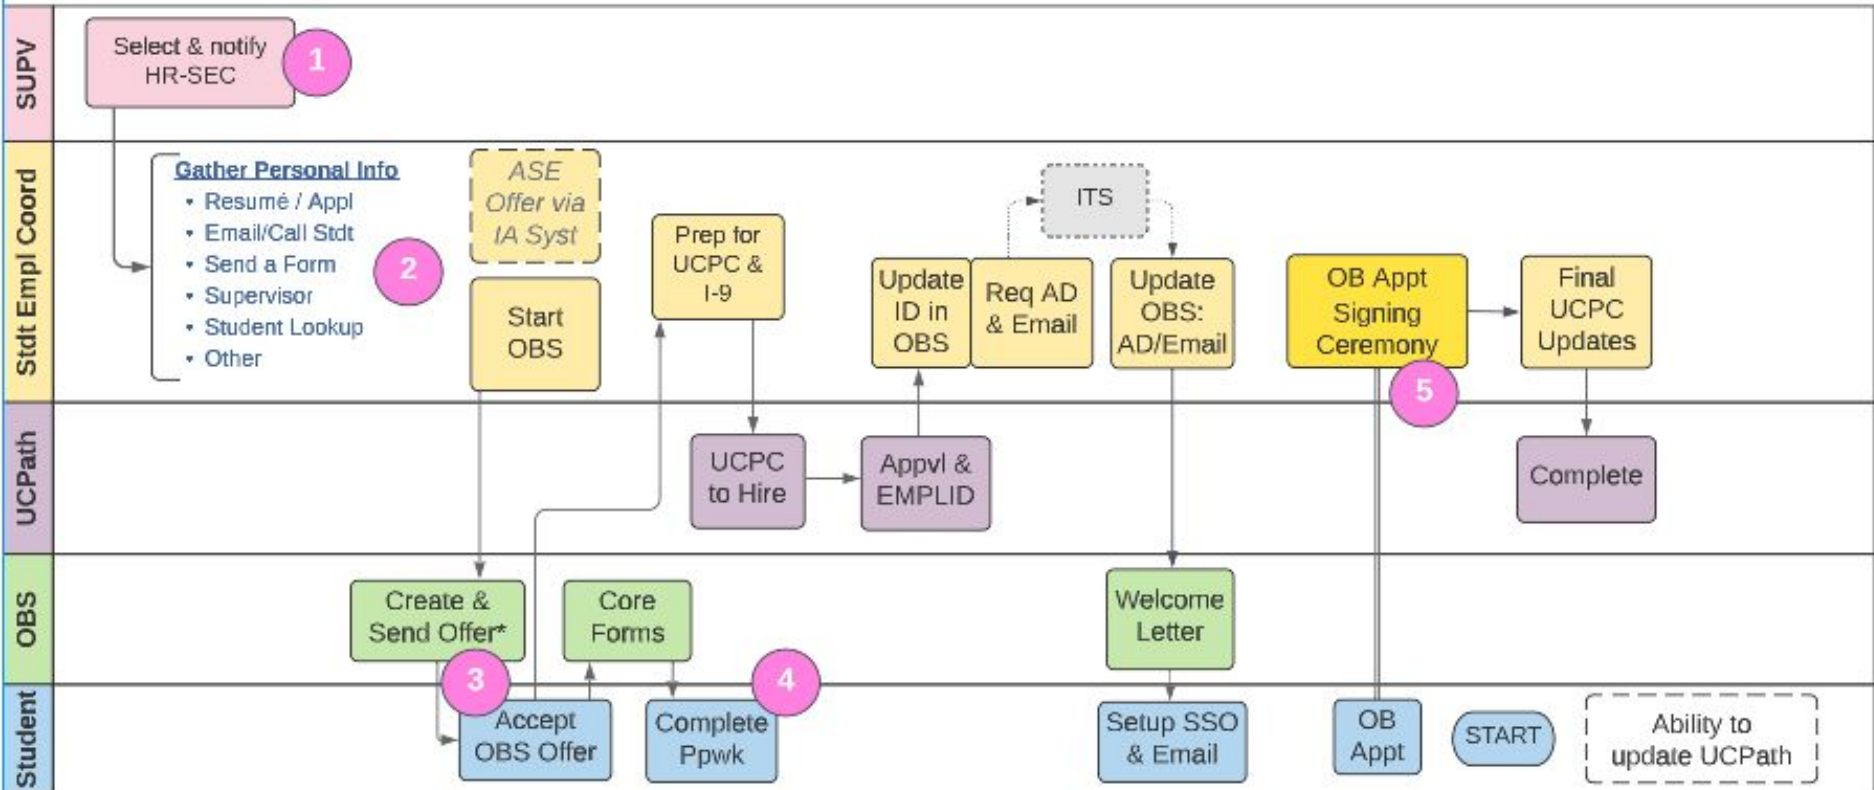 SUPV
Select & notify
HR-SEC
1
Stdt Empl Coord
Gather Personal Info
• Resumé / Appl
• Email/Call Stdt
• Send a Form
• Supervisor
• Student Lookup
• Other
2
ASE
Offer via
IA Syst
Start
OBS
Prep for
UCPC &
I-9
Update
ID in
OBS
Req AD
& Email
ITS
Update
OBS:
AD/Email
OB Appt
Signing
Ceremony
5
Final
UCPC
Updates
UCPath
UCPC
to Hire
Appvl &
EMPLID
Complete
OBS
Create &
Send Offer*
3
Core
Forms
4
Welcome
Letter
Student
Accept
OBS Offer
Complete
Ppwk
Setup SSO
& Email
OB
Appt
START
Ability to
update UCPath